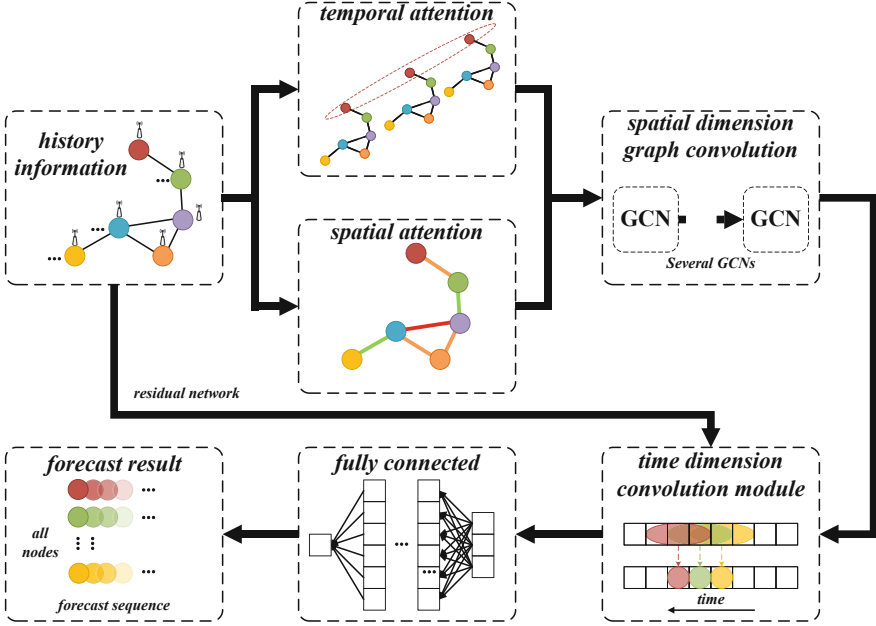 temporal attention
history
information
...
...
...
spatial attention
spatial dimension
graph convolution
GCN
GCN
Several GCNs
residual network
forecast result
...
all
nodes
...
...
forecast sequence
fully connected
...
...
time dimension
convolution module
time